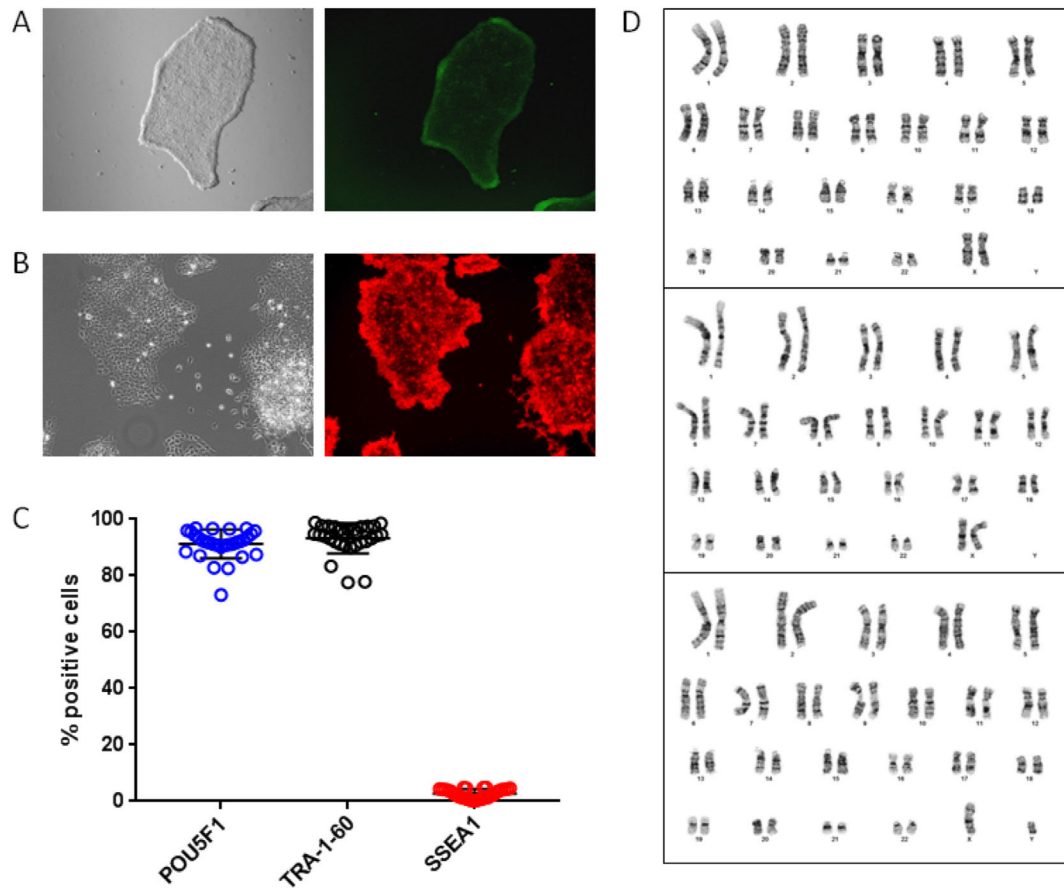 A
B
C
100
80
60
40
20
0
% positive cells
POU5F1
TRA-1-60
SSEA1
D
1 2 3 4 5
6 7 8 9 10 11 12
13 14 15 16 17 18
19 20 21 22 X Y
1 2 3 4 5
6 7 8 9 10 11 12
13 14 15 16 17 18
19 20 21 22 X Y
1 2 3 4 5
6 7 8 9 10 11 12
13 14 15 16 17 18
19 20 21 22 X Y